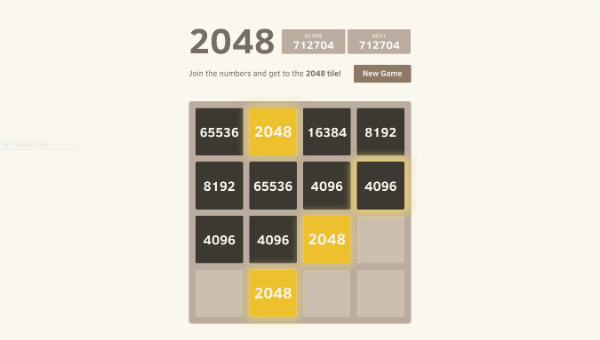 2048
SCORE
712704
BEST
712704
Join the numbers and get to the 2048 tile!
New Game
65536 2048 16384 8192
8192 65536 4096 4096
4096 4096 2048
2048